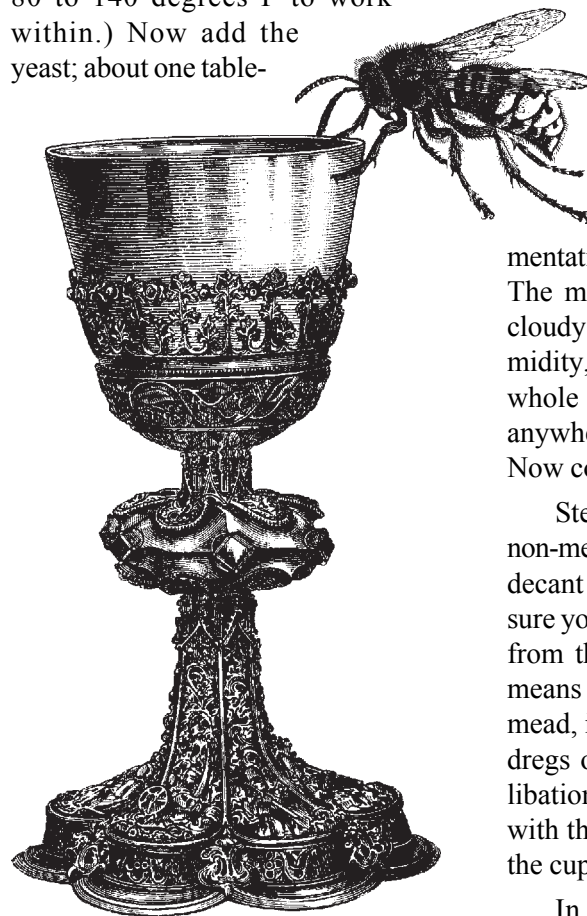 80 to 140 degrees F to work
within.) Now add the
yeast; about one table-
mentat
The m
cloudy
midity,
whole
anywhe
Now co
Ste
non-me
decant
sure yo
from th
means
mead,
dregs o
libation
with th
the cup
In